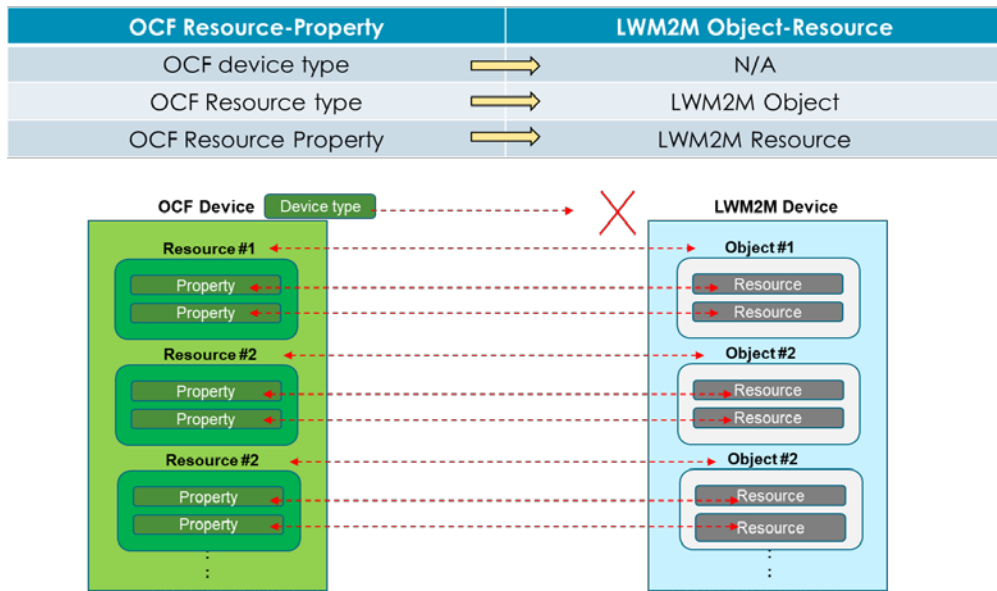 OCF Resource-Property LWM2M Object-Resource
OCF device type N/A
OCF Resource type LWM2M Object
OCF Resource Property LWM2M Resource
OCF Device Device type LWM2M Device
Resource #1 Object #1
Property Resource
Property Resource
Resource #2 Object #2
Property Resource
Property Resource
Resource #2 Object #2
Property Resource
Property Resource